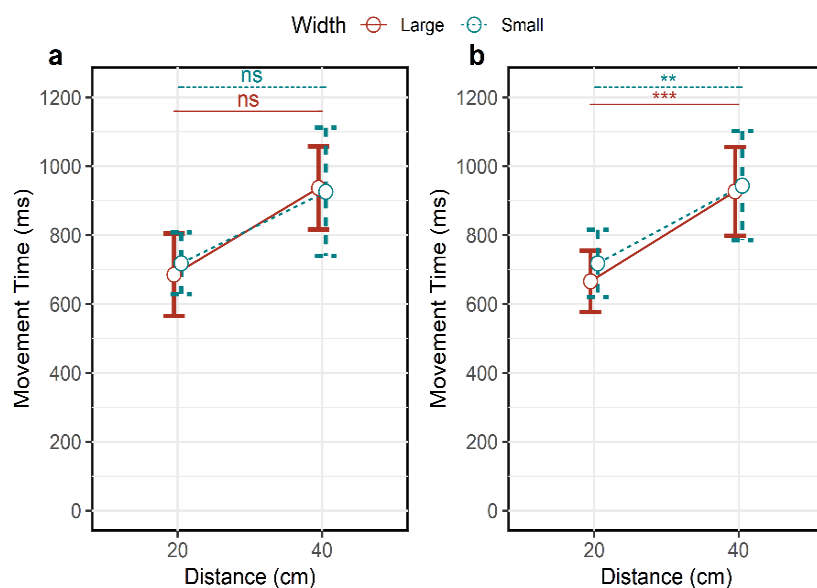 Width Large Small
a
ns
ns
1200
1000
800
600
400
200
0
20 40
Distance (cm)
Movement Time (ms)
b
**
***
1200
1000
800
600
400
200
0
20 40
Distance (cm)
Movement Time (ms)